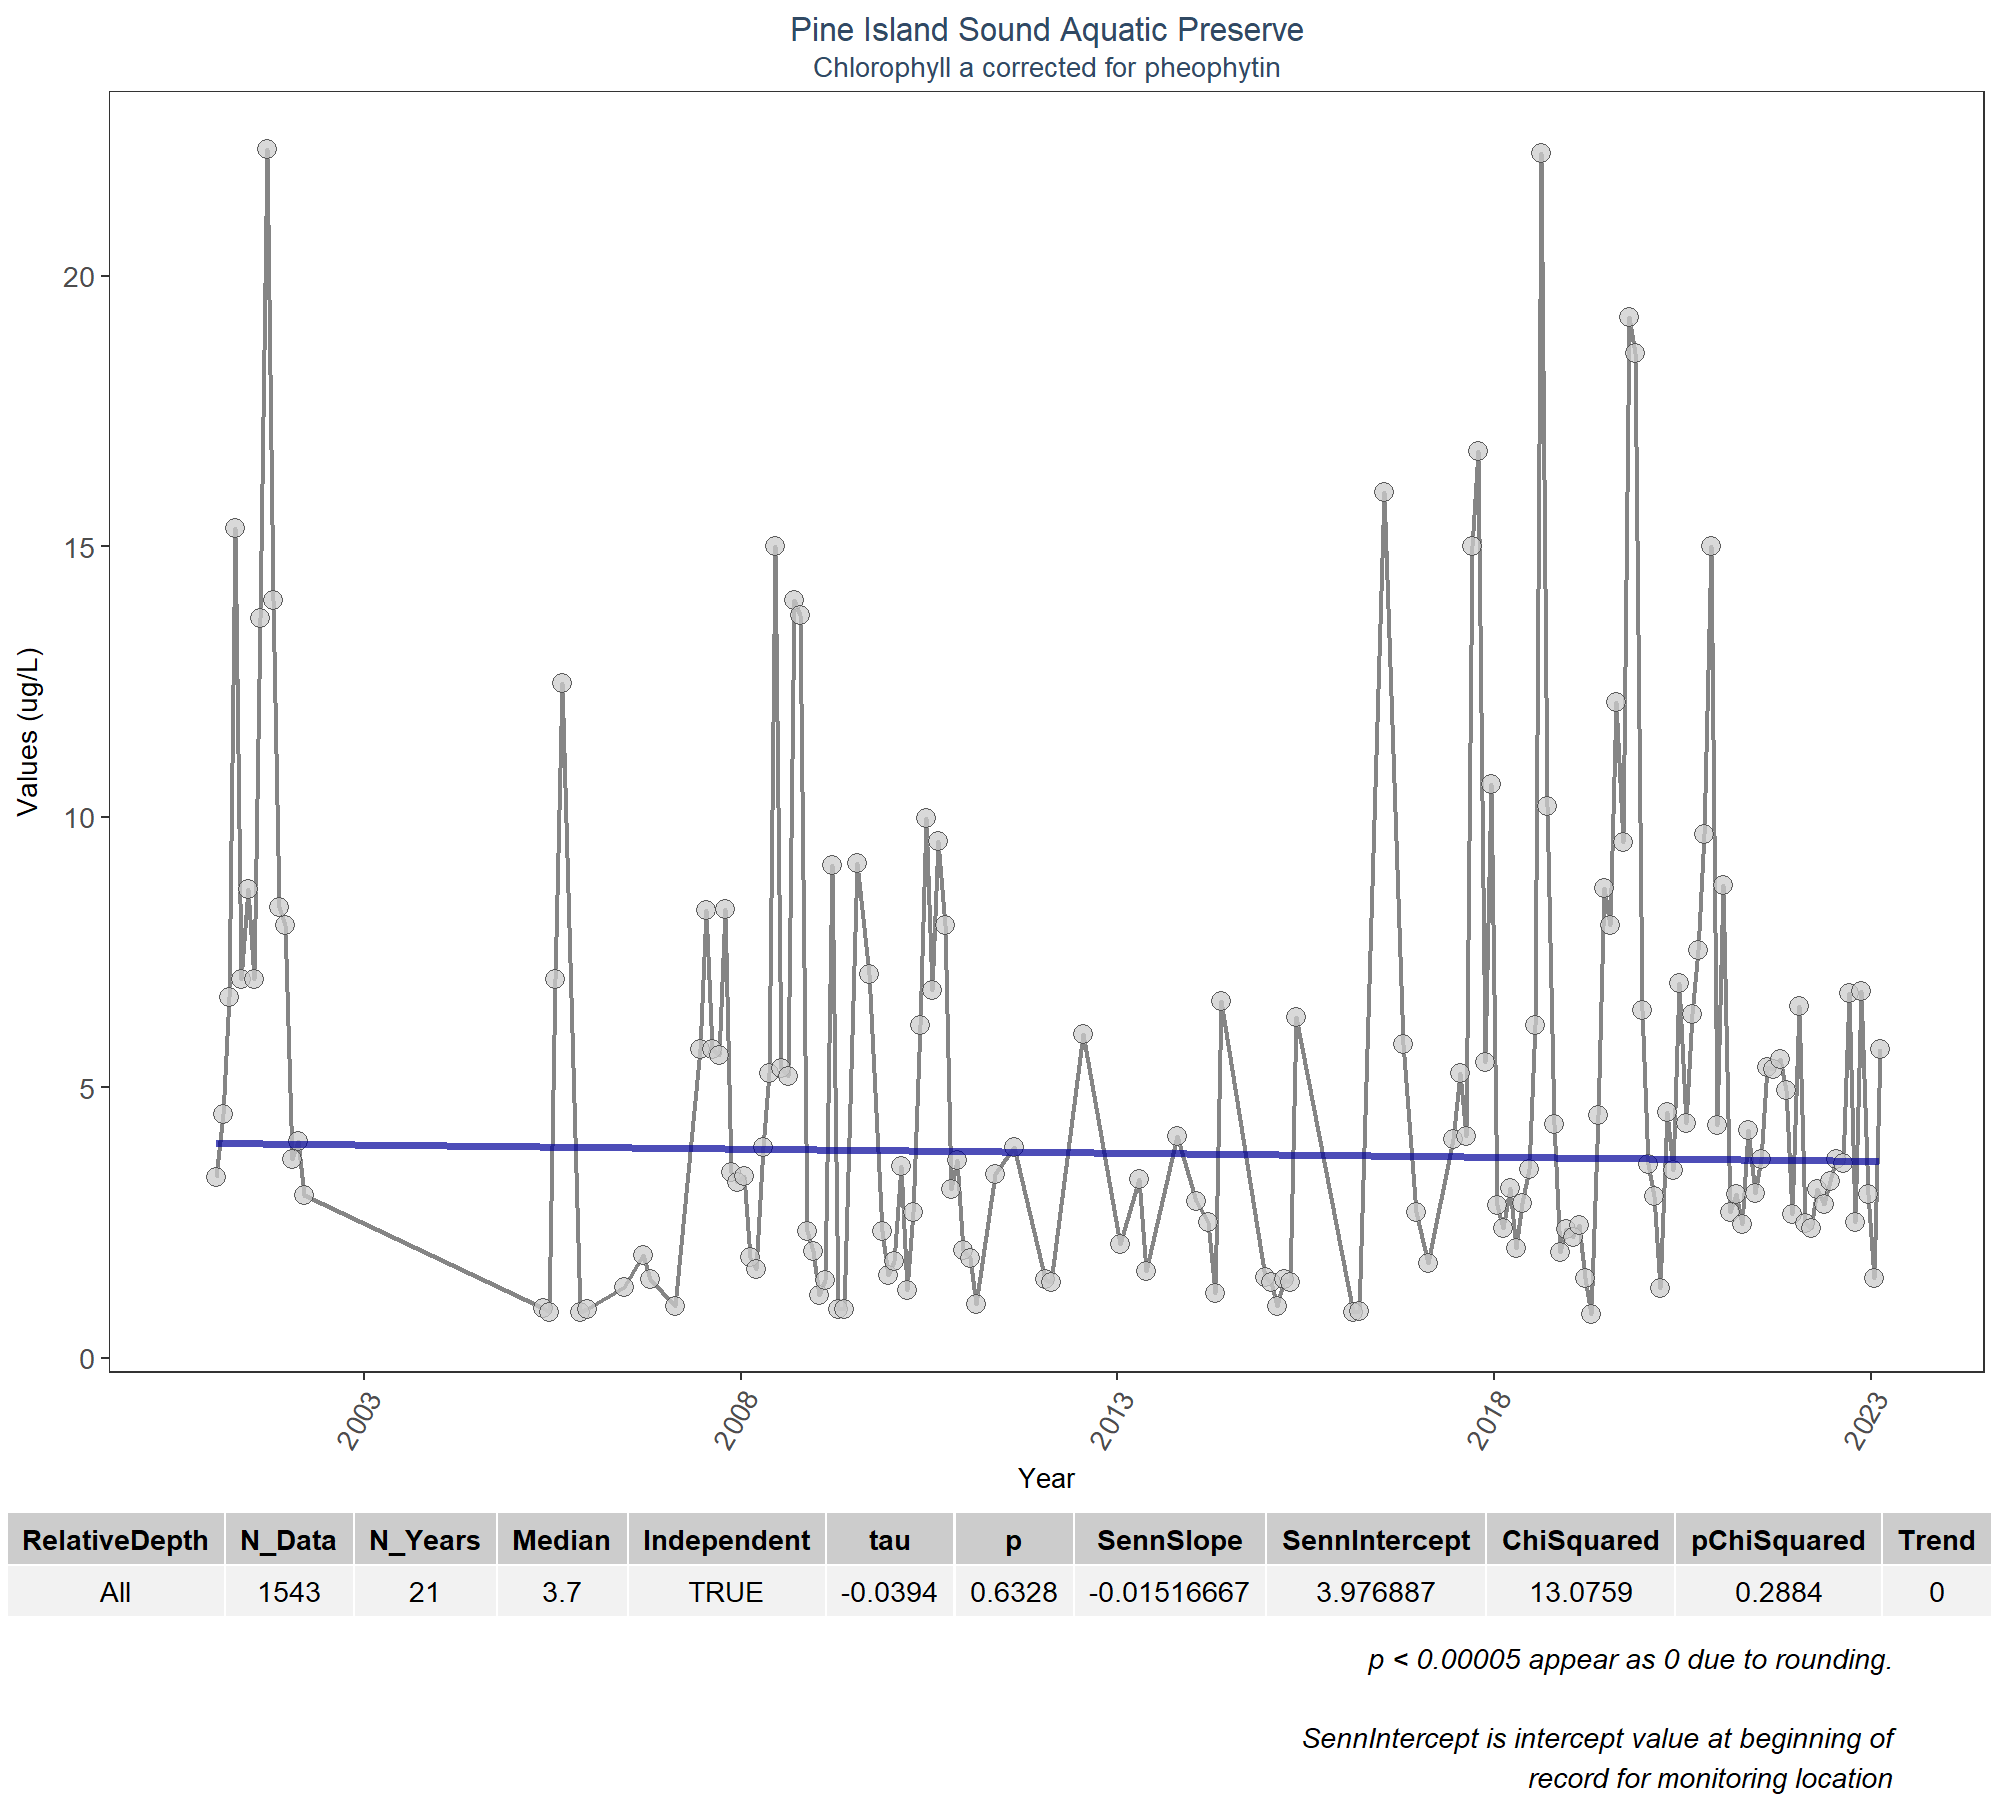 Pine Island Sound Aquatic Preserve
Chlorophyll a corrected for pheophytin
Values (ug/L)
20
15
10
5
0
2003
2008
2013
2018
2023
Year
RelativeDepth N_Data N_Years Median Independent tau p SennSlope SennIntercept ChiSquared pChiSquared Trend
All 1543 21 3.7 TRUE -0.0394 0.6328 -0.01516667 3.976887 13.0759 0.2884 0
p < 0.00005 appear as 0 due to rounding.
SennIntercept is intercept value at beginning of
record for monitoring location